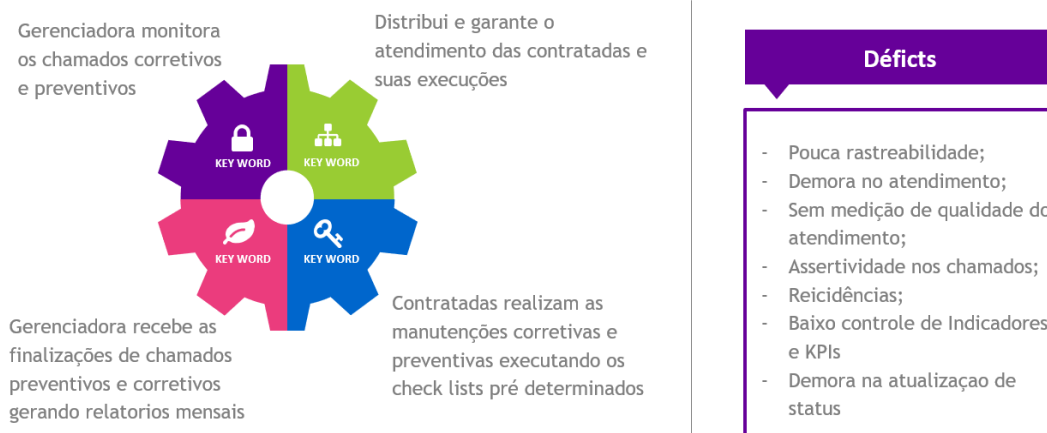 Gerenciadora monitora
os chamados corretivos
e preventivos
Distribui e garante o
atendimento das contratadas e
suas execuções
KEY WORD
KEY WORD
KEY WORD
KEY WORD
Gerenciadora recebe as
finalizações de chamados
preventivos e corretivos
gerando relatorios mensais
Contratadas realizam as
manutenções corretivas e
preventivas executando os
check lists pré determinados
Déficts
- Pouca rastreabilidade;
- Demora no atendimento;
- Sem medição de qualidade do
atendimento;
- Assertividade nos chamados;
- Reicidências;
- Baixo controle de Indicadores
e KPIs
- Demora na atualizaçao de
status